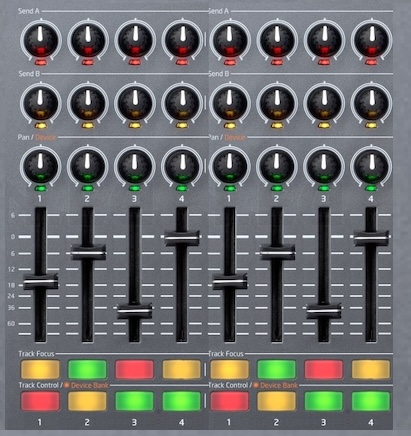 Send A Send A
Send B Send B
Pan / Device Pan / Device
1 2 3 4 1 2 3 4
6
0
6
12
18
24
36
60
Track Focus Track Focus
Track Control / Device Bank Track Control / Device Bank
1 2 3 4 1 2 3 4